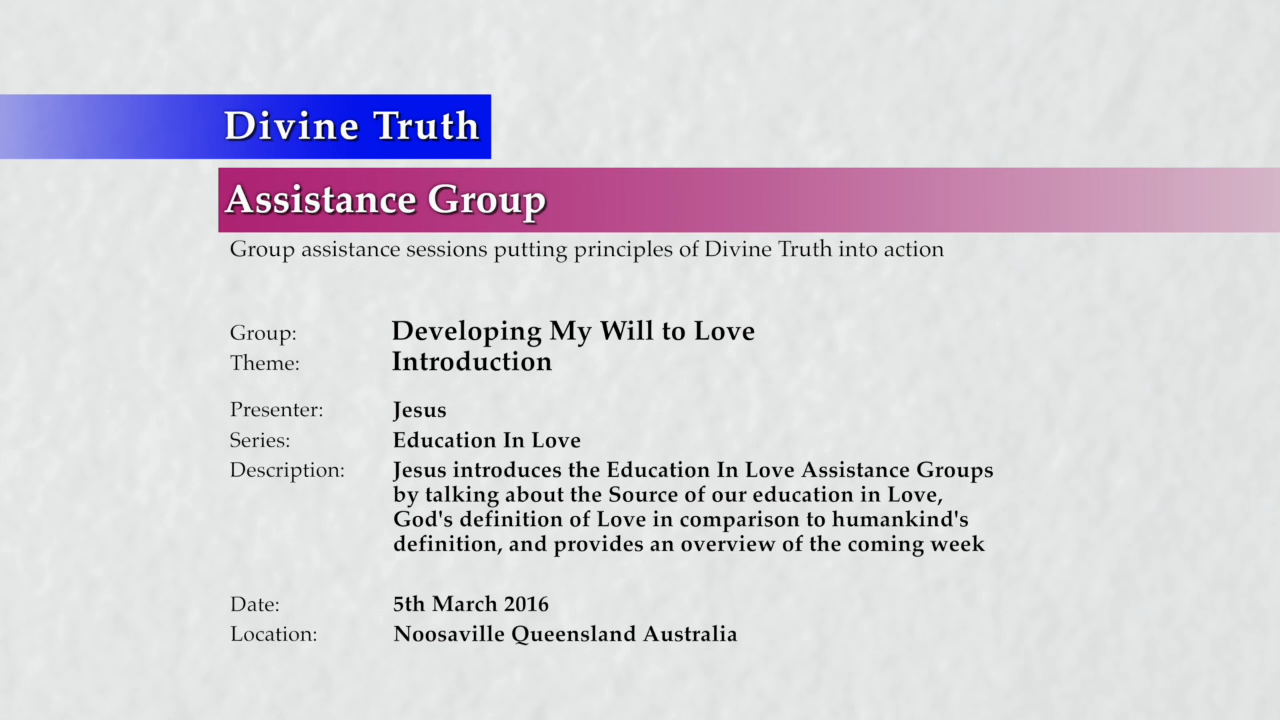 Divine Truth
Assistance Group
Group assistance sessions putting principles of Divine Truth into action
Group: Developing My Will to Love
Theme: Introduction
Presenter: Jesus
Series: Education In Love
Description: Jesus introduces the Education In Love Assistance Groups
by talking about the Source of our education in Love,
God's definition of Love in comparison to humankind's
definition, and provides an overview of the coming week
Date: 5th March 2016
Location: Noosaville Queensland Australia